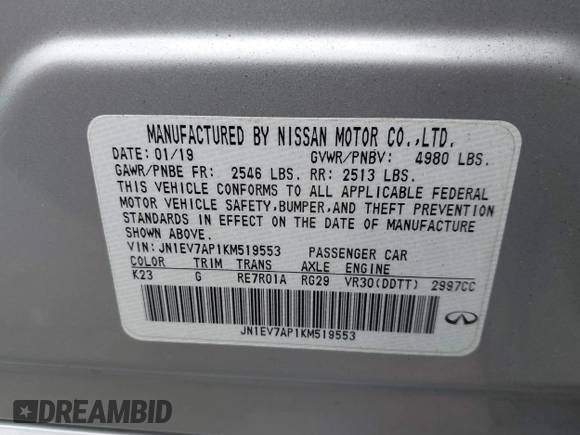 MANUFACTURED BY NISSAN MOTOR CO.,LTD.
DATE: 01/19 GVWR/PNBV: 4980 LBS.
GAWR/PNBE FR: 2546 LBS. RR: 2513 LBS.
THIS VEHICLE CONFORMS TO ALL APPLICABLE FEDERAL
MOTOR VEHICLE SAFETY,BUMPER,AND THEFT PREVENTION
STANDARDS IN EFFECT ON THE DATE OF MANUFACTURE
SHOWN ABOVE.
VIN: JN1EV7AP1KM519553 PASSENGER CAR
COLOR TRIM TRANS AXLE ENGINE
K23 G RE7R01A RG29 VR30(DDTT) 2997CC
JN1EV7AP1KM519553
INFINITI
DREAMBID